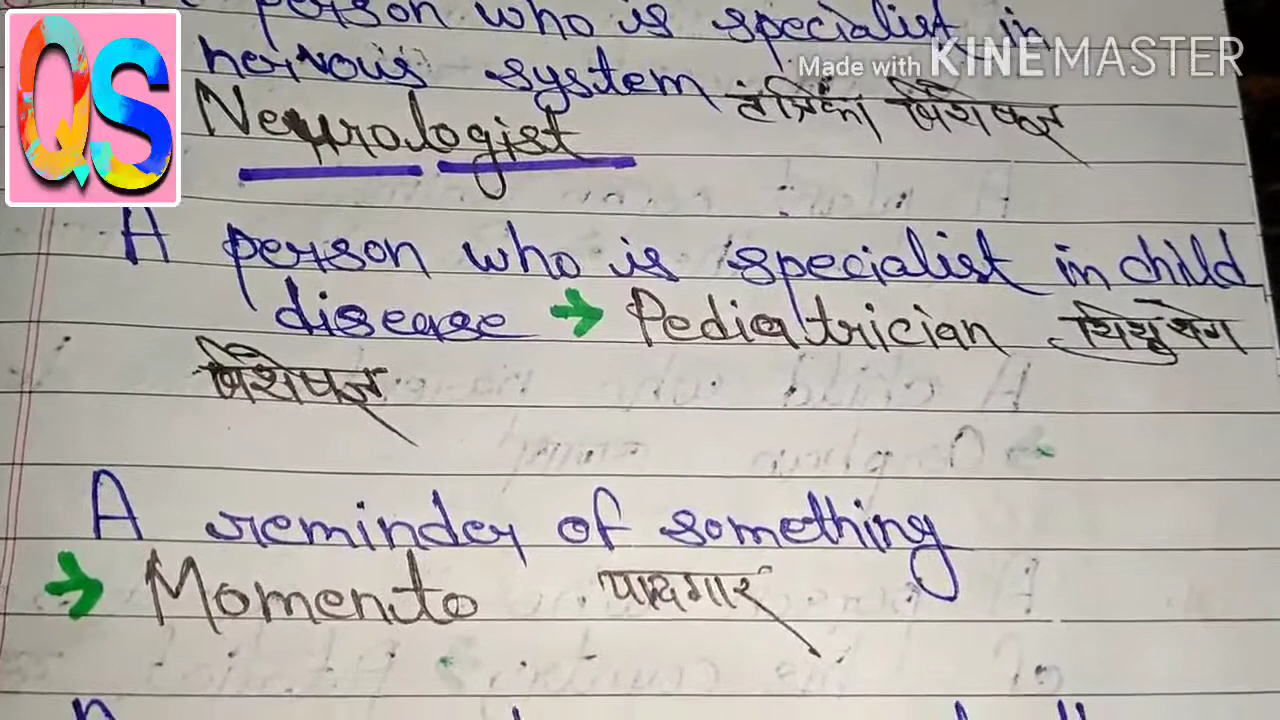 person who is specialist in
Made with KINEMASTER
QS
nervous system तंत्रिका विशेषज्ञ
Neurologist
A person who is specialist in child
disease → Pediatrician शिशु रोग
विशेषज्ञ
A reminder of something
→ Momento यादगार